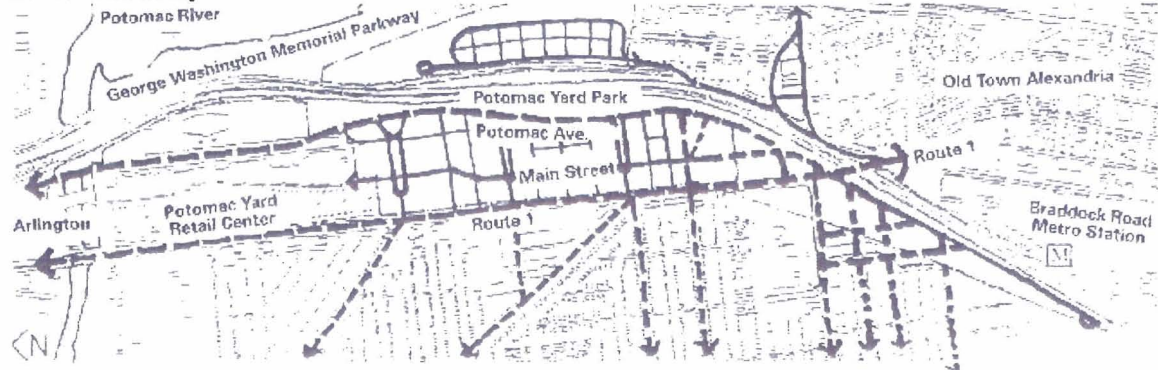 Potomac River
George Washington Memorial Parkway
Old Town Alexandria
Potomac Yard Park
Potomac Ave.
Main Street
Route 1
Arlington
Potomac Yard
Retail Center
Route 1
Braddock Road
Metro Station
M
N